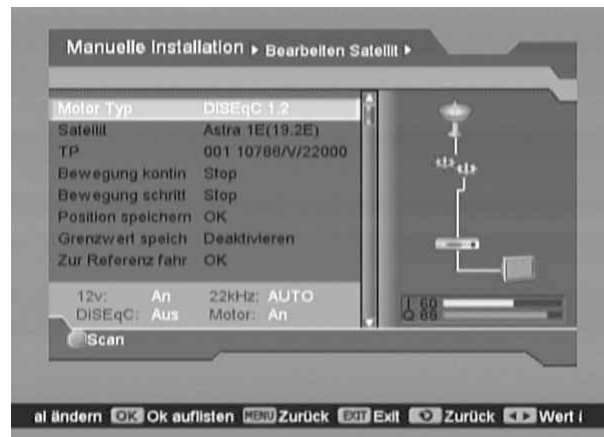 Manuelle Installation ▸ Bearbeiten Satellit ▸
Motor Typ DISEqC 1.2
Satellit Astra 1E(19.2E)
TP 001 10788/V/22000
Bewegung kontin Stop
Bewegung schritt Stop
Position speichern OK
Grenzwert speich Deaktivieren
Zur Referenz fahr OK
12v: An 22kHz: AUTO
DiSEqC: Aus Motor: An
I 60
Q 86
Scan
al ändern OK Ok auflisten MENU Zurück EXIT Exit Zurück ◂▸ Wert